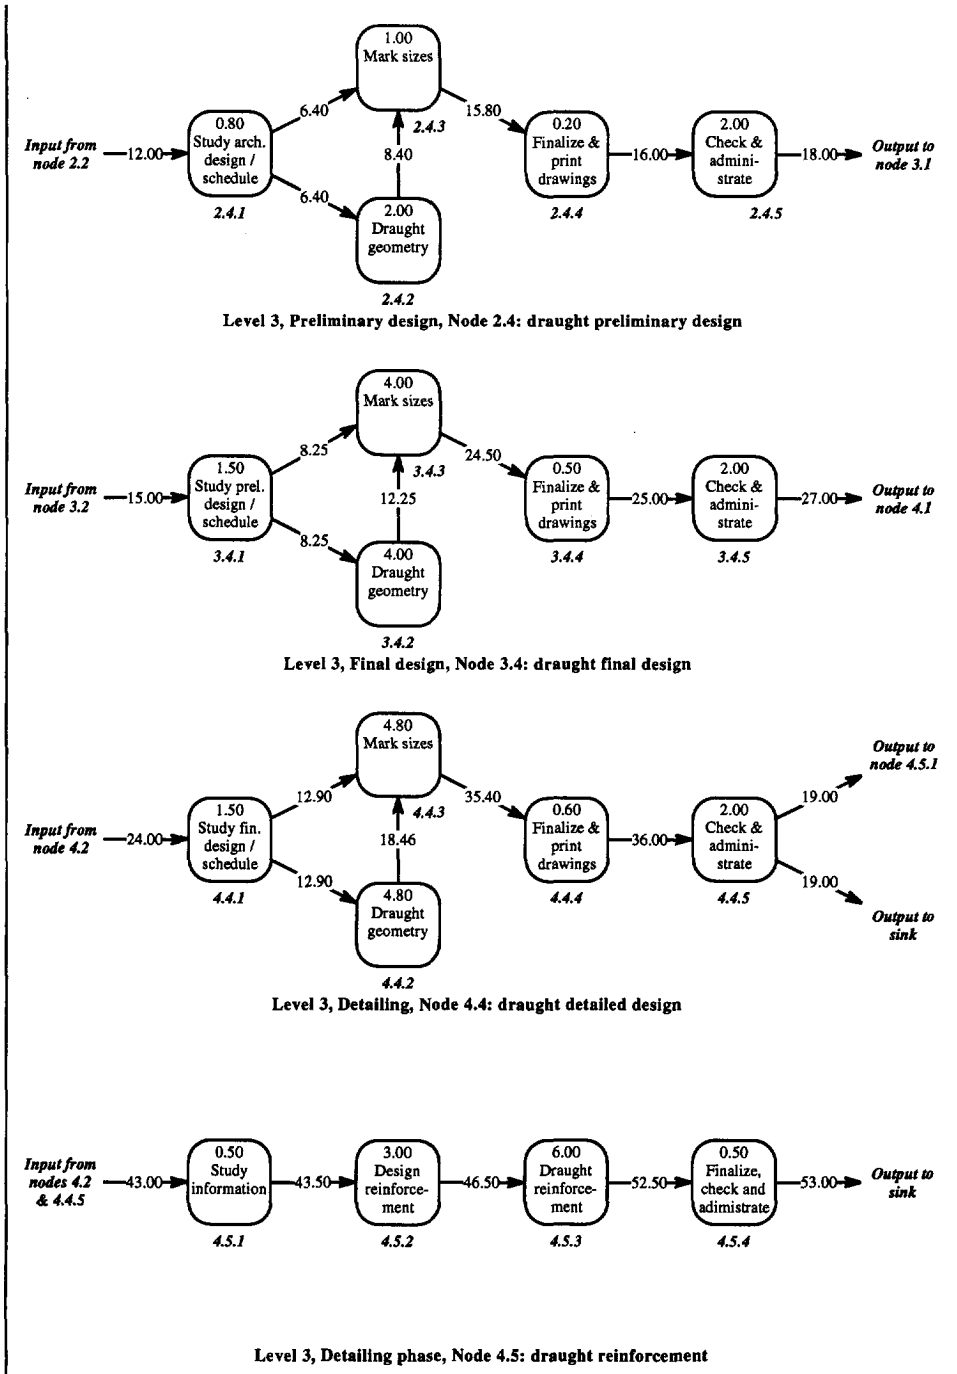 1.00
Mark sizes
2.4.3
6.40
15.80
Input from
node 2.2
12.00
0.80
Study arch.
design /
schedule
2.4.1
8.40
6.40
2.00
Draught
geometry
2.4.2
0.20
Finalize &
print
drawings
2.4.4
16.00
2.00
Check &
admini-
strate
2.4.5
18.00
Output to
node 3.1
Level 3, Preliminary design, Node 2.4: draught preliminary design
4.00
Mark sizes
3.4.3
8.25
24.50
Input from
node 3.2
15.00
1.50
Study prel.
design /
schedule
3.4.1
12.25
8.25
4.00
Draught
geometry
3.4.2
0.50
Finalize &
print
drawings
3.4.4
25.00
2.00
Check &
admini-
strate
3.4.5
27.00
Output to
node 4.1
Level 3, Final design, Node 3.4: draught final design
4.80
Mark sizes
4.4.3
12.90
35.40
Input from
node 4.2
24.00
1.50
Study fin.
design /
schedule
4.4.1
18.46
12.90
4.80
Draught
geometry
4.4.2
0.60
Finalize &
print
drawings
4.4.4
36.00
2.00
Check &
admini-
strate
4.4.5
19.00
Output to
node 4.5.1
19.00
Output to
sink
Level 3, Detailing, Node 4.4: draught detailed design
Input from
nodes 4.2
& 4.4.5
43.00
0.50
Study
information
4.5.1
43.50
3.00
Design
reinforce-
ment
4.5.2
46.50
6.00
Draught
reinforce-
ment
4.5.3
52.50
0.50
Finalize,
check and
adimistrate
4.5.4
53.00
Output to
sink
Level 3, Detailing phase, Node 4.5: draught reinforcement